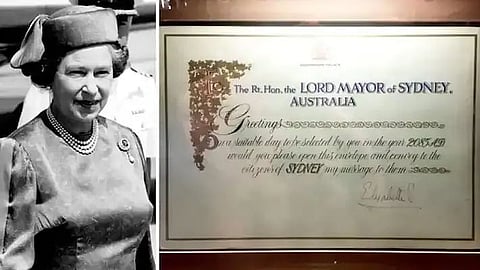 The Rt. Hon. the LORD MAYOR of SYDNEY,
AUSTRALIA
Greetings
On a suitable day to be selected by you in the year 2085 A.D
would you please open this envelope and convey to the
citizens of SYDNEY my message to them
Elizabeth R